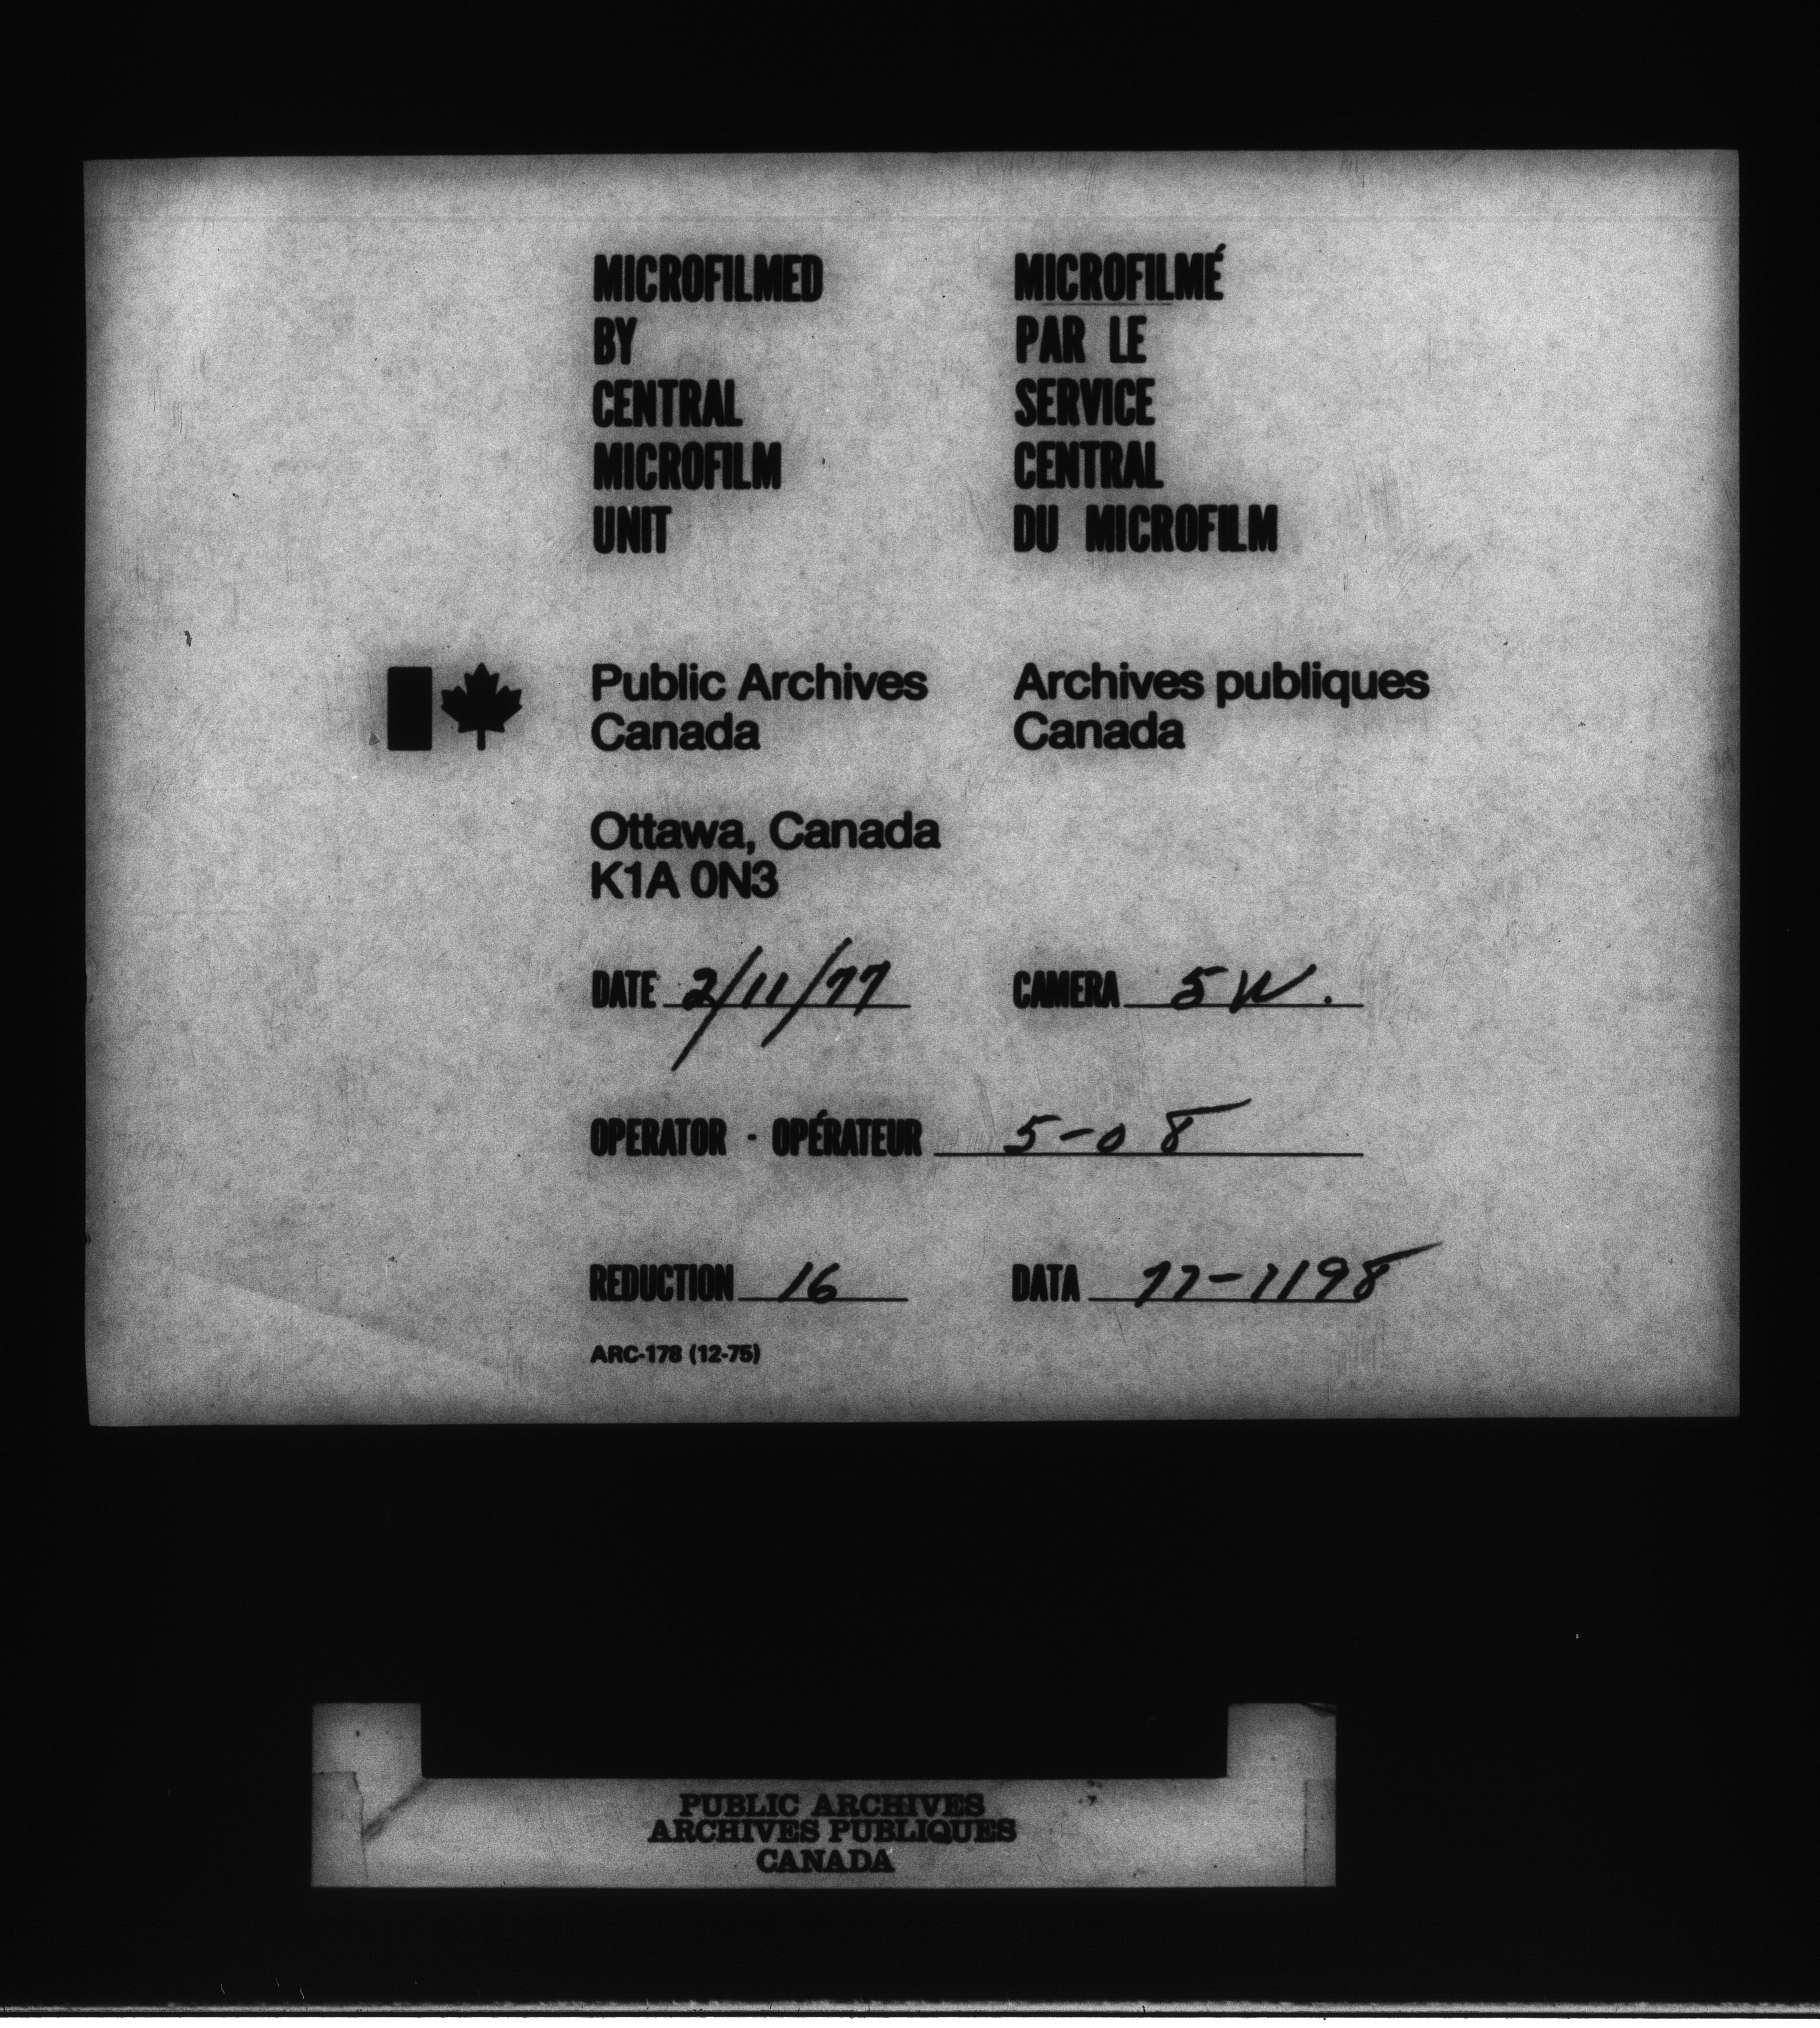 MICROFILMED
BY
CENTRAL
MICROFILM
UNIT
MICROFILMÉ
PAR LE
SERVICE
CENTRAL
DU MICROFILM
Public Archives
Canada
Archives publiques
Canada
Ottawa, Canada
K1A 0N3
DATE 2/11/77
CAMERA 5 W.
OPERATOR - OPÉRATEUR 5-08
REDUCTION 16
DATA 77-1198
ARC-178 (12-75)
PUBLIC ARCHIVES
ARCHIVES PUBLIQUES
CANADA